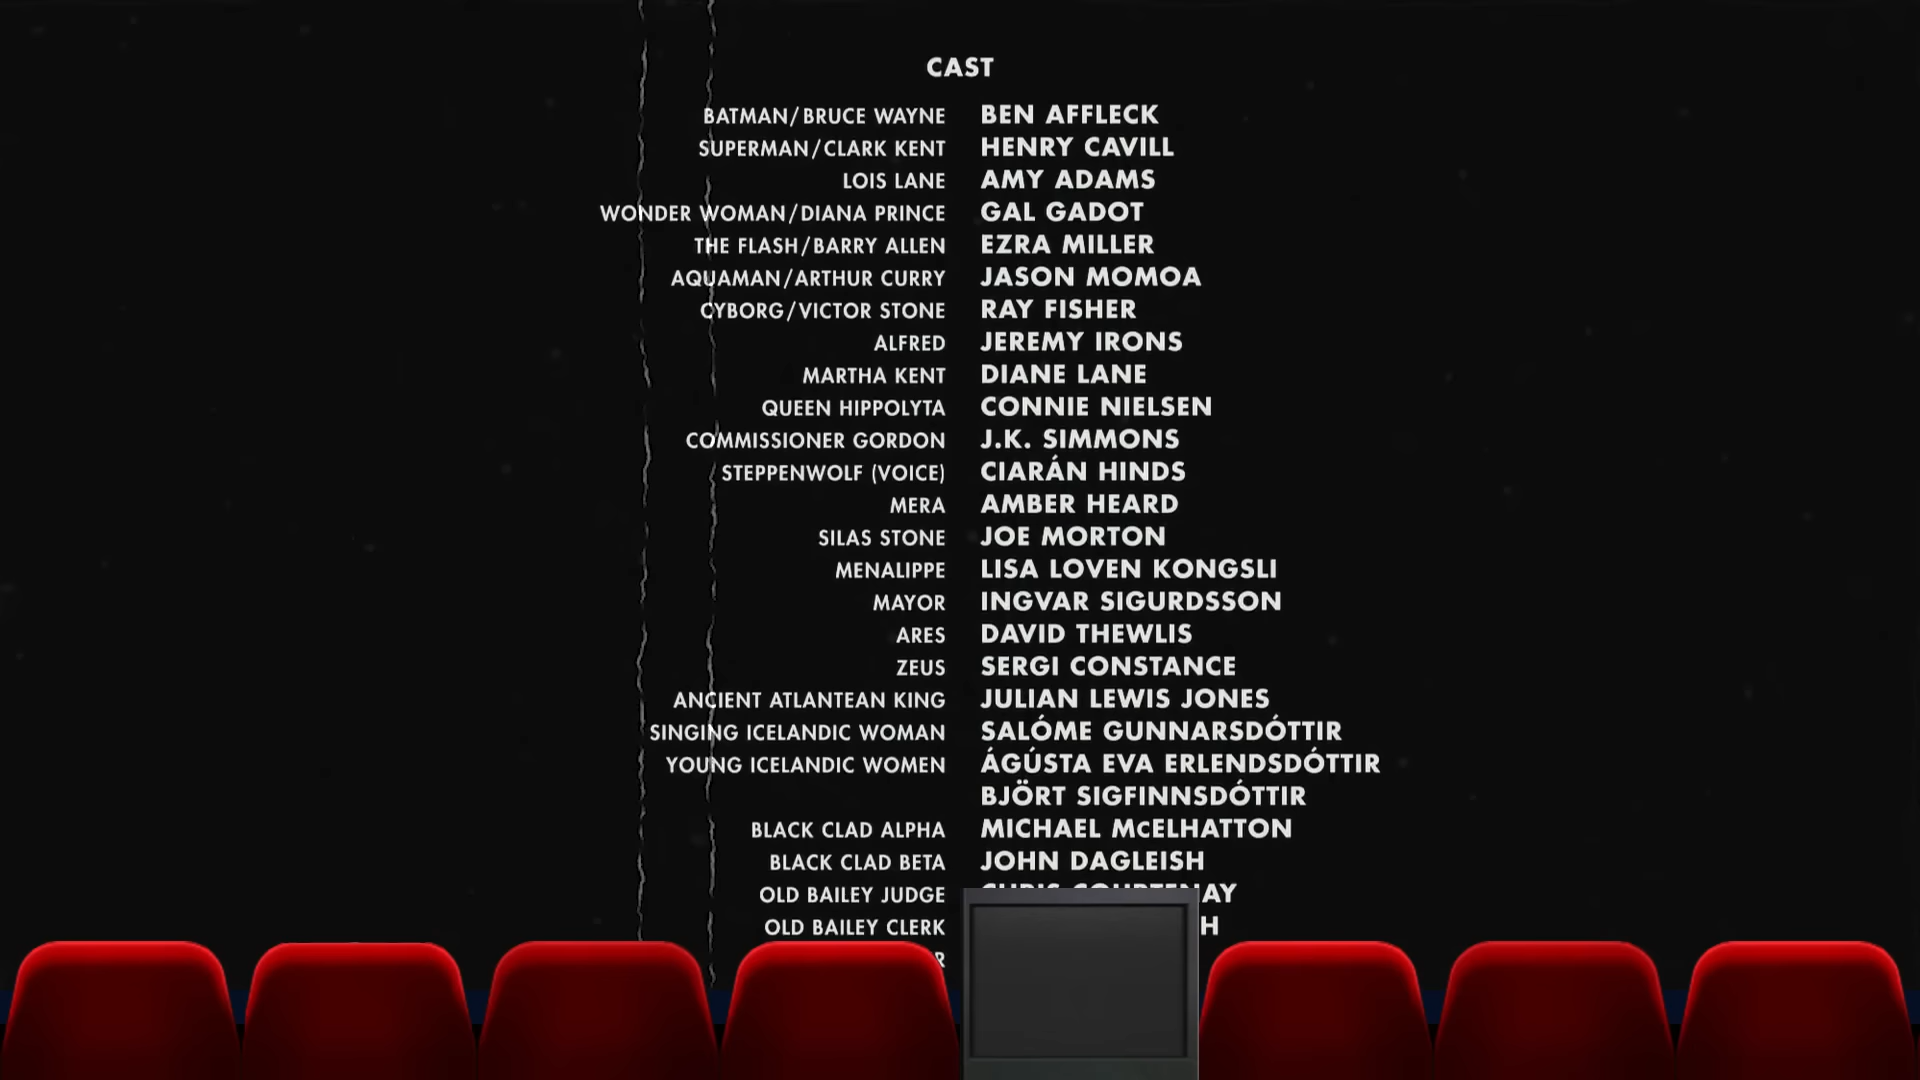 CAST
BATMAN/BRUCE WAYNE BEN AFFLECK
SUPERMAN/CLARK KENT HENRY CAVILL
LOIS LANE AMY ADAMS
WONDER WOMAN/DIANA PRINCE GAL GADOT
THE FLASH/BARRY ALLEN EZRA MILLER
AQUAMAN/ARTHUR CURRY JASON MOMOA
CYBORG/VICTOR STONE RAY FISHER
ALFRED JEREMY IRONS
MARTHA KENT DIANE LANE
QUEEN HIPPOLYTA CONNIE NIELSEN
COMMISSIONER GORDON J.K. SIMMONS
STEPPENWOLF (VOICE) CIARÁN HINDS
MERA AMBER HEARD
SILAS STONE JOE MORTON
MENALIPPE LISA LOVEN KONGSLI
MAYOR INGVAR SIGURDSSON
ARES DAVID THEWLIS
ZEUS SERGI CONSTANCE
ANCIENT ATLANTEAN KING JULIAN LEWIS JONES
SINGING ICELANDIC WOMAN SALÓME GUNNARSDÓTTIR
YOUNG ICELANDIC WOMEN ÁGÚSTA EVA ERLENDSDÓTTIR
BJÖRT SIGFINNSDÓTTIR
BLACK CLAD ALPHA MICHAEL McELHATTON
BLACK CLAD BETA JOHN DAGLEISH
OLD BAILEY JUDGE CHRIS COURTENAY
OLD BAILEY CLERK